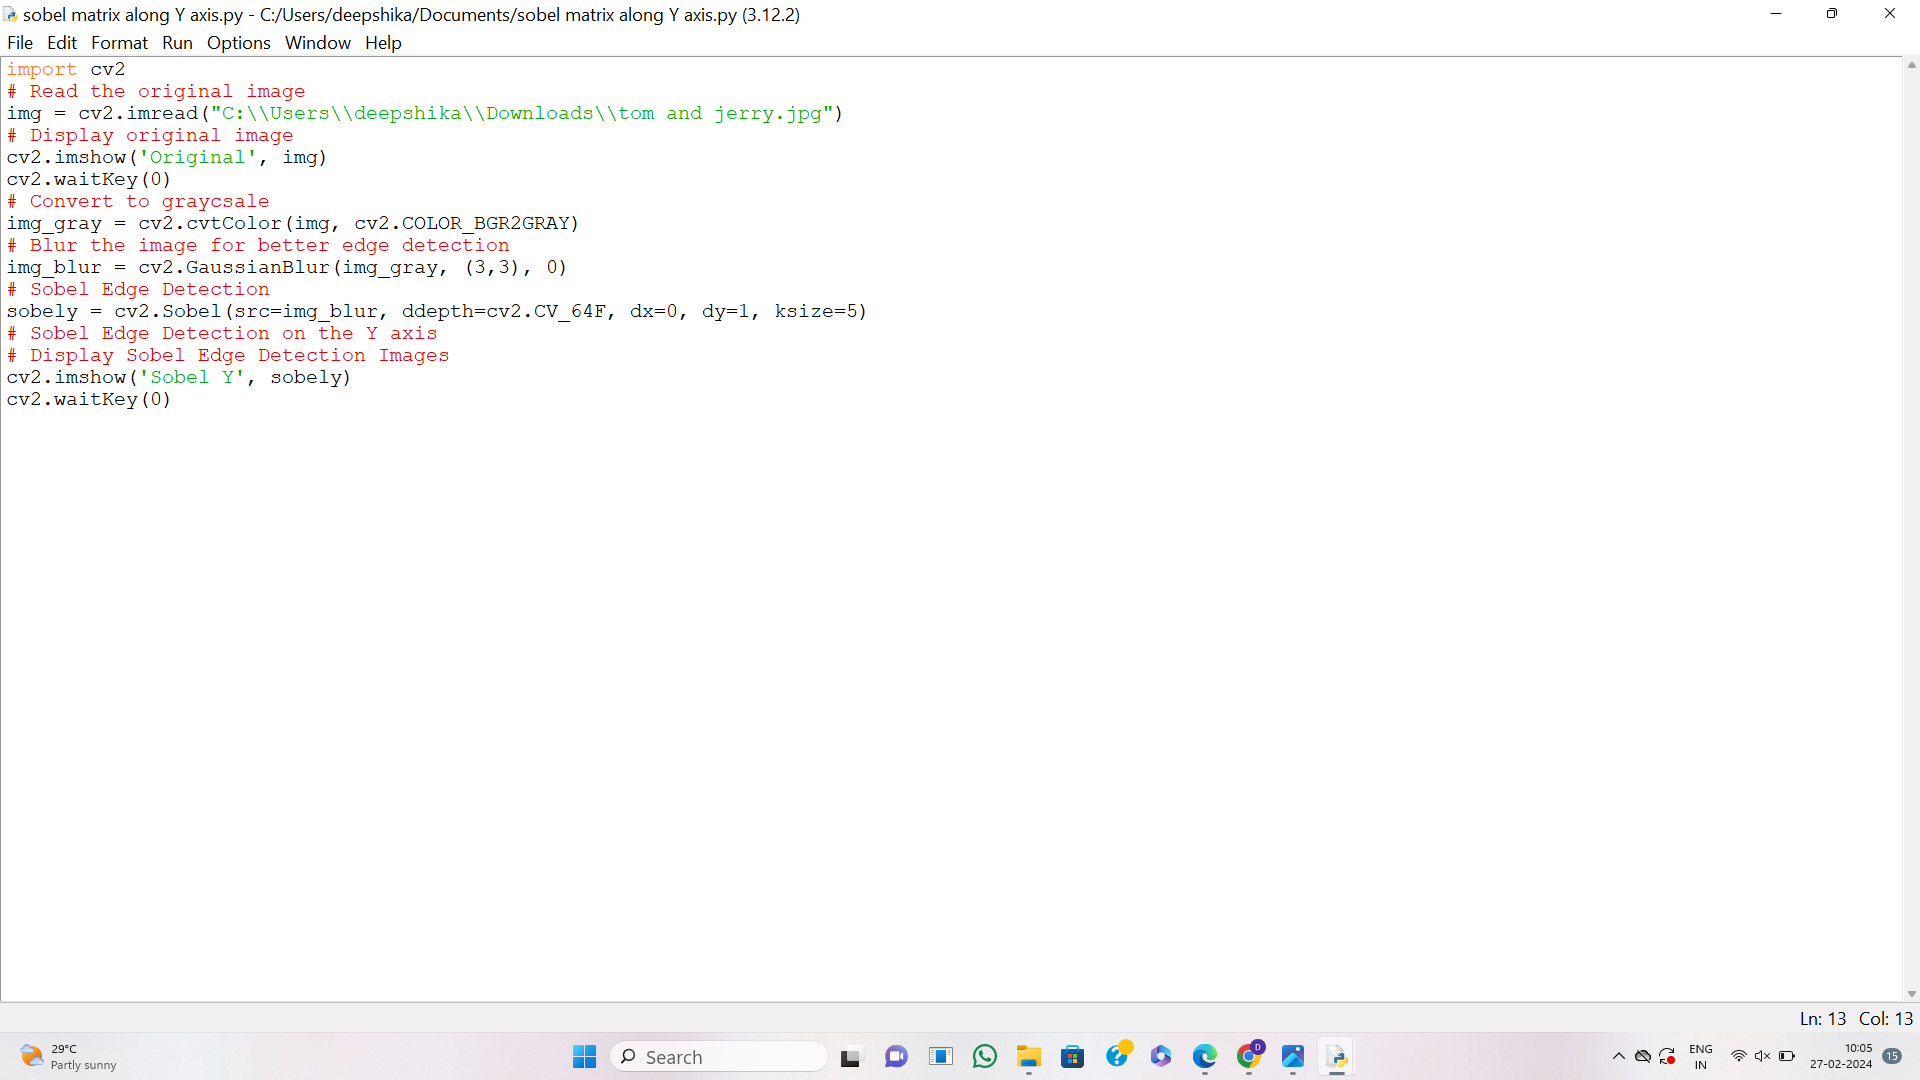 sobel matrix along Y axis.py - C:/Users/deepshika/Documents/sobel matrix along Y axis.py (3.12.2)
File Edit Format Run Options Window Help
import cv2
# Read the original image
img = cv2.imread("C:\\Users\\deepshika\\Downloads\\tom and jerry.jpg")
# Display original image
cv2.imshow('Original', img)
cv2.waitKey(0)
# Convert to graycsale
img_gray = cv2.cvtColor(img, cv2.COLOR_BGR2GRAY)
# Blur the image for better edge detection
img_blur = cv2.GaussianBlur(img_gray, (3,3), 0)
# Sobel Edge Detection
sobely = cv2.Sobel(src=img_blur, ddepth=cv2.CV_64F, dx=0, dy=1, ksize=5)
# Sobel Edge Detection on the Y axis
# Display Sobel Edge Detection Images
cv2.imshow('Sobel Y', sobely)
cv2.waitKey(0)
Ln: 13 Col: 13
29°C
Partly sunny
Search
D
ENG
IN
10:05
27-02-2024
15